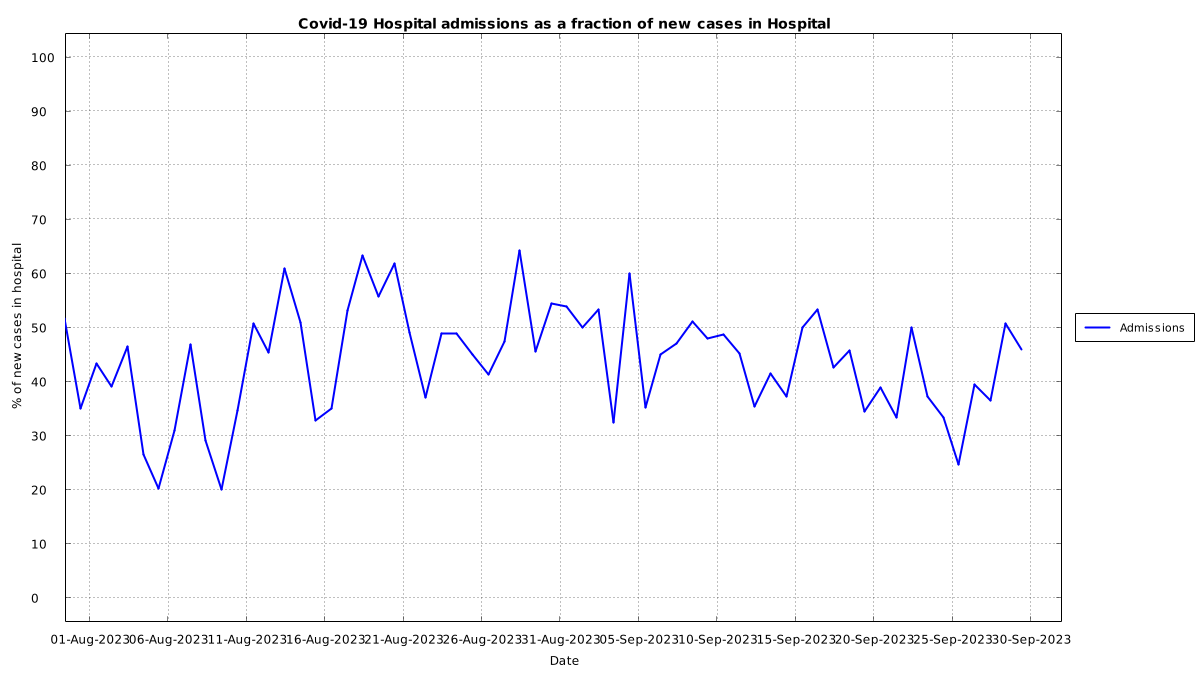 Covid-19 Hospital admissions as a fraction of new cases in Hospital
100
90
80
70
60
50
40
30
20
10
0
% of new cases in hospital
Admissions
01-Aug-2023 06-Aug-2023 11-Aug-2023 16-Aug-2023 21-Aug-2023 26-Aug-2023 31-Aug-2023 05-Sep-2023 10-Sep-2023 15-Sep-2023 20-Sep-2023 25-Sep-2023 30-Sep-2023
Date